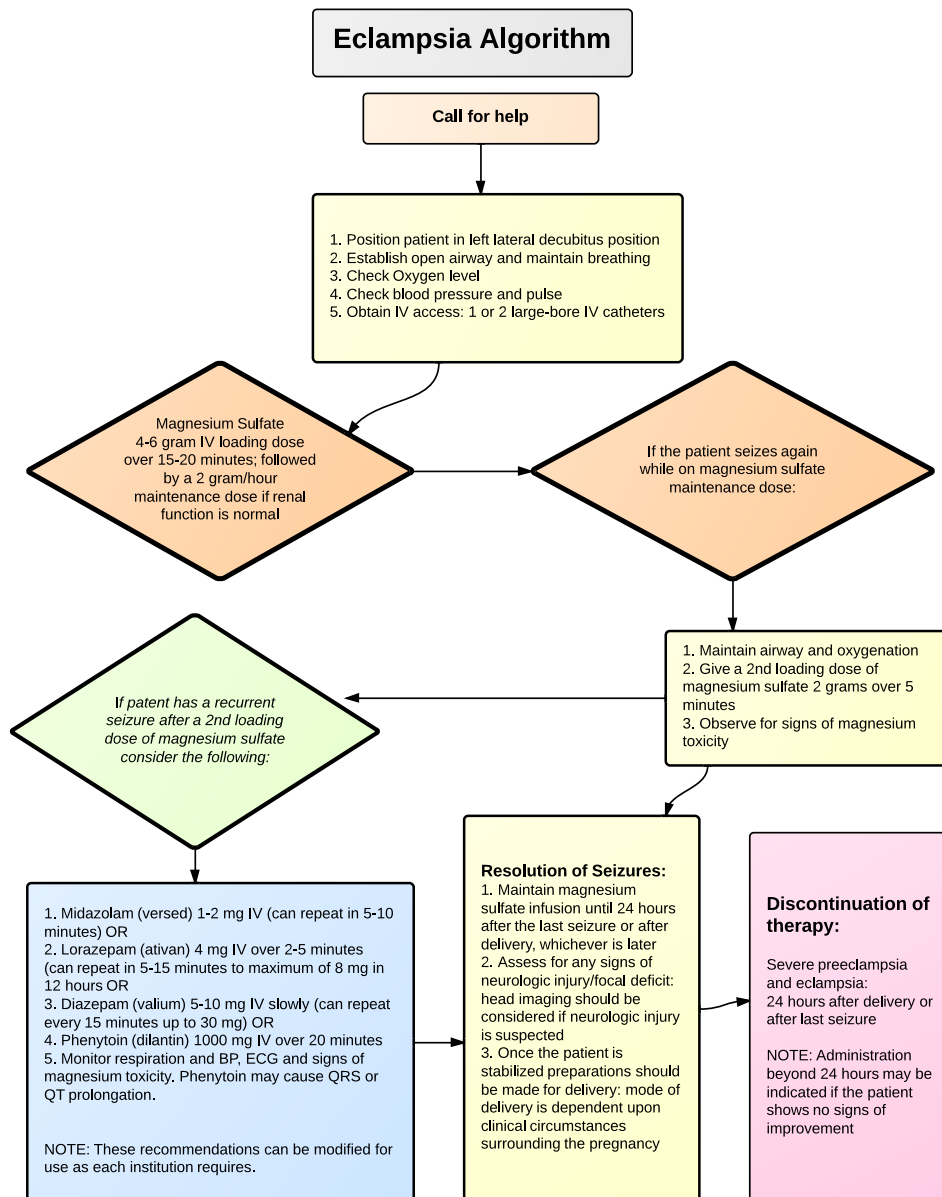 Eclampsia Algorithm
Call for help
1. Position patient in left lateral decubitus position
2. Establish open airway and maintain breathing
3. Check Oxygen level
4. Check blood pressure and pulse
5. Obtain IV access: 1 or 2 large-bore IV catheters
Magnesium Sulfate
4-6 gram IV loading dose
over 15-20 minutes; followed
by a 2 gram/hour
maintenance dose if renal
function is normal
If the patient seizes again
while on magnesium sulfate
maintenance dose:
1. Maintain airway and oxygenation
2. Give a 2nd loading dose of
magnesium sulfate 2 grams over 5
minutes
3. Observe for signs of magnesium
toxicity
If patent has a recurrent
seizure after a 2nd loading
dose of magnesium sulfate
consider the following:
1. Midazolam (versed) 1-2 mg IV (can repeat in 5-10
minutes) OR
2. Lorazepam (ativan) 4 mg IV over 2-5 minutes
(can repeat in 5-15 minutes to maximum of 8 mg in
12 hours OR
3. Diazepam (valium) 5-10 mg IV slowly (can repeat
every 15 minutes up to 30 mg) OR
4. Phenytoin (dilantin) 1000 mg IV over 20 minutes
5. Monitor respiration and BP, ECG and signs of
magnesium toxicity. Phenytoin may cause QRS or
QT prolongation.
NOTE: These recommendations can be modified for
use as each institution requires.
Resolution of Seizures:
1. Maintain magnesium
sulfate infusion until 24 hours
after the last seizure or after
delivery, whichever is later
2. Assess for any signs of
neurologic injury/focal deficit:
head imaging should be
considered if neurologic injury
is suspected
3. Once the patient is
stabilized preparations should
be made for delivery: mode of
delivery is dependent upon
clinical circumstances
surrounding the pregnancy
Discontinuation of
therapy:
Severe preeclampsia
and eclampsia:
24 hours after delivery or
after last seizure
NOTE: Administration
beyond 24 hours may be
indicated if the patient
shows no signs of
improvement